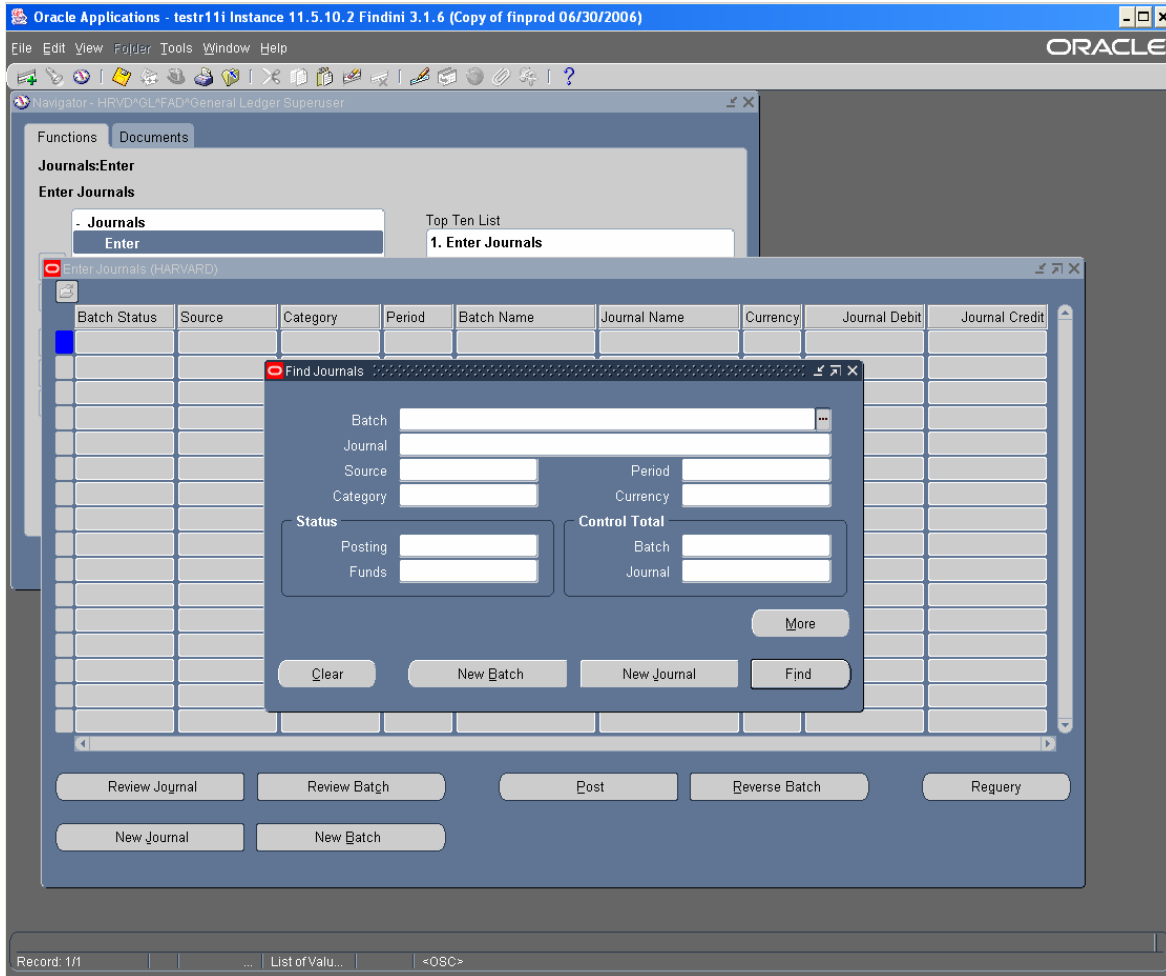 Oracle Applications - testr11i Instance 11.5.10.2 Findini 3.1.6 (Copy of finprod 06/30/2006)
File Edit View Folder Tools Window Help
ORACLE
Navigator - HRVD^GL^FAD^General Ledger Superuser
Functions Documents
Journals:Enter
Enter Journals
- Journals
Enter
Top Ten List
1. Enter Journals
Enter Journals (HARVARD)
Batch Status Source Category Period Batch Name Journal Name Currency Journal Debit Journal Credit
Find Journals
Batch
Journal
Source Period
Category Currency
Status Control Total
Posting Batch
Funds Journal
More
Clear New Batch New Journal Find
Review Journal Review Batch Post Reverse Batch Requery
New Journal New Batch
Record: 1/1 ... List of Valu... <OSC>